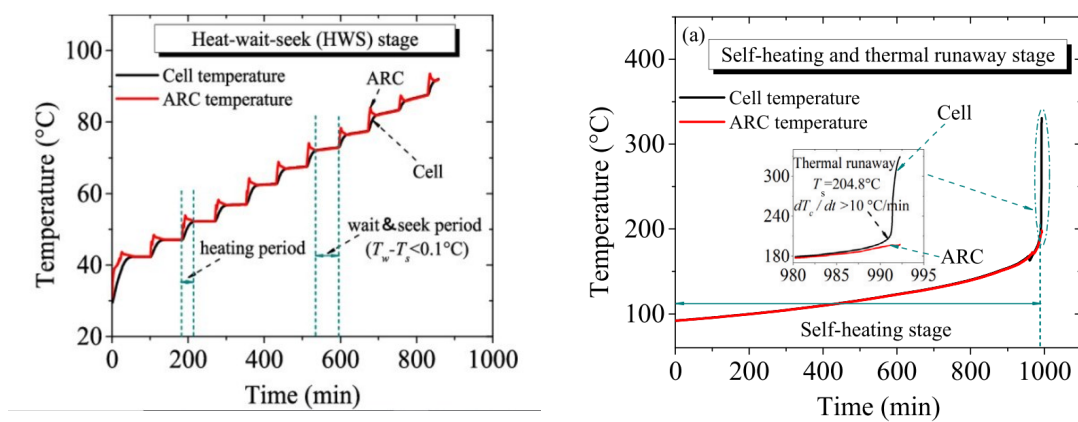 Heat-wait-seek (HWS) stage
Cell temperature
ARC temperature
ARC
Cell
heating period
wait&seek period
(Tw-Ts<0.1°C)
Temperature (°C)
100
80
60
40
20
0
200
400
600
800
1000
Time (min)
(a)
Self-heating and thermal runaway stage
Cell temperature
ARC temperature
Cell
Thermal runaway
Ts=204.8°C
dTc/dt>10 °C/min
300
240
180
980
985
990
995
ARC
Self-heating stage
Temperature (°C)
400
300
200
100
0
200
400
600
800
1000
Time (min)